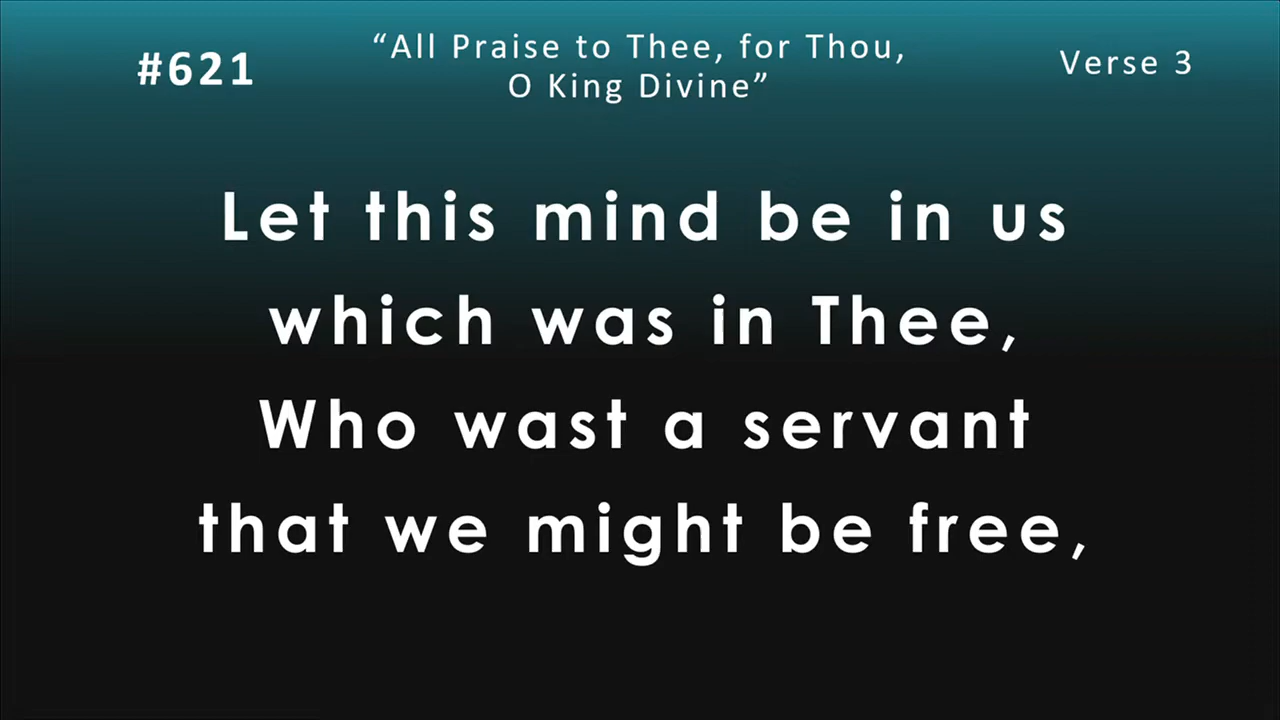 #621
“All Praise to Thee, for Thou,
O King Divine”
Verse 3
Let this mind be in us
which was in Thee,
Who wast a servant
that we might be free,